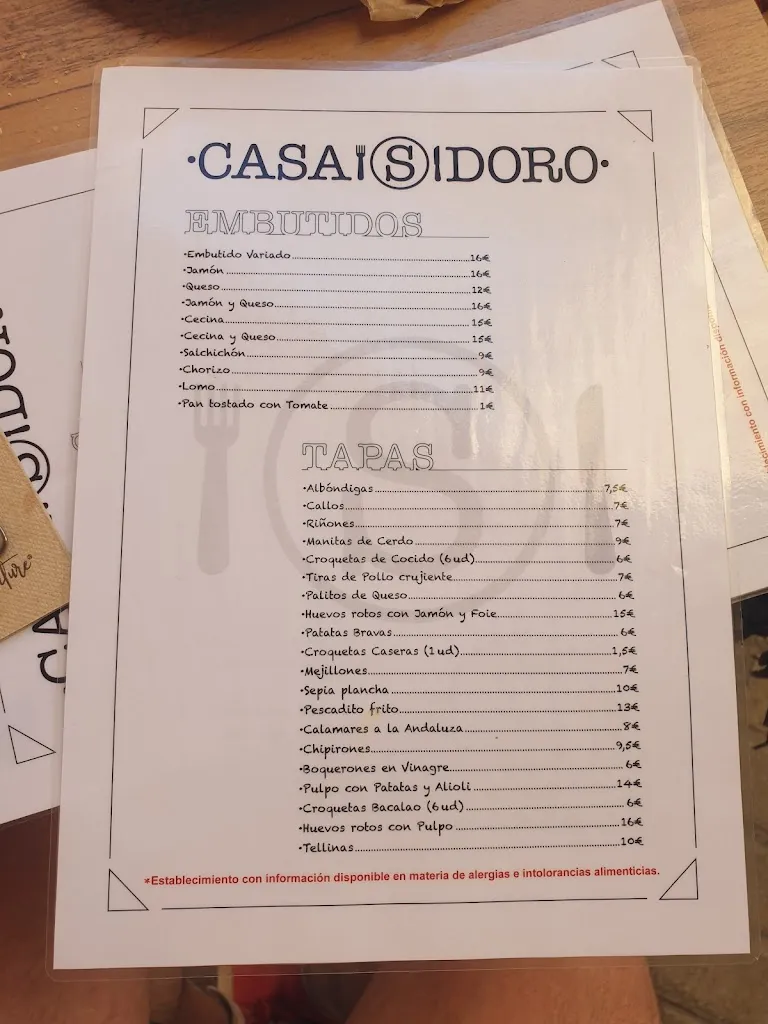 ·CASA ISIDORO·
EMBUTIDOS
·Embutido Variado 16€
·Jamón 16€
·Queso 12€
·Jamón y Queso 16€
·Cecina 15€
·Cecina y Queso 15€
·Salchichón 9€
·Chorizo 9€
·Lomo 11€
·Pan tostado con Tomate 1€
TAPAS
·Albóndigas 7,5€
·Callos 7€
·Riñones 7€
·Manitas de Cerdo 9€
·Croquetas de Cocido (6ud) 6€
·Tiras de Pollo crujiente 7€
·Palitos de Queso 6€
·Huevos rotos con Jamón y Foie 15€
·Patatas Bravas 6€
·Croquetas Caseras (1ud) 1,5€
·Mejillones 7€
·Sepia plancha 10€
·Pescadito frito 13€
·Calamares a la Andaluza 8€
·Chipirones 9,5€
·Boquerones en Vinagre 6€
·Pulpo con Patatas y Alioli 14€
·Croquetas Bacalao (6ud) 6€
·Huevos rotos con Pulpo 16€
·Tellinas 10€
*Establecimiento con información disponible en materia de alergias e intolorancias alimenticias.